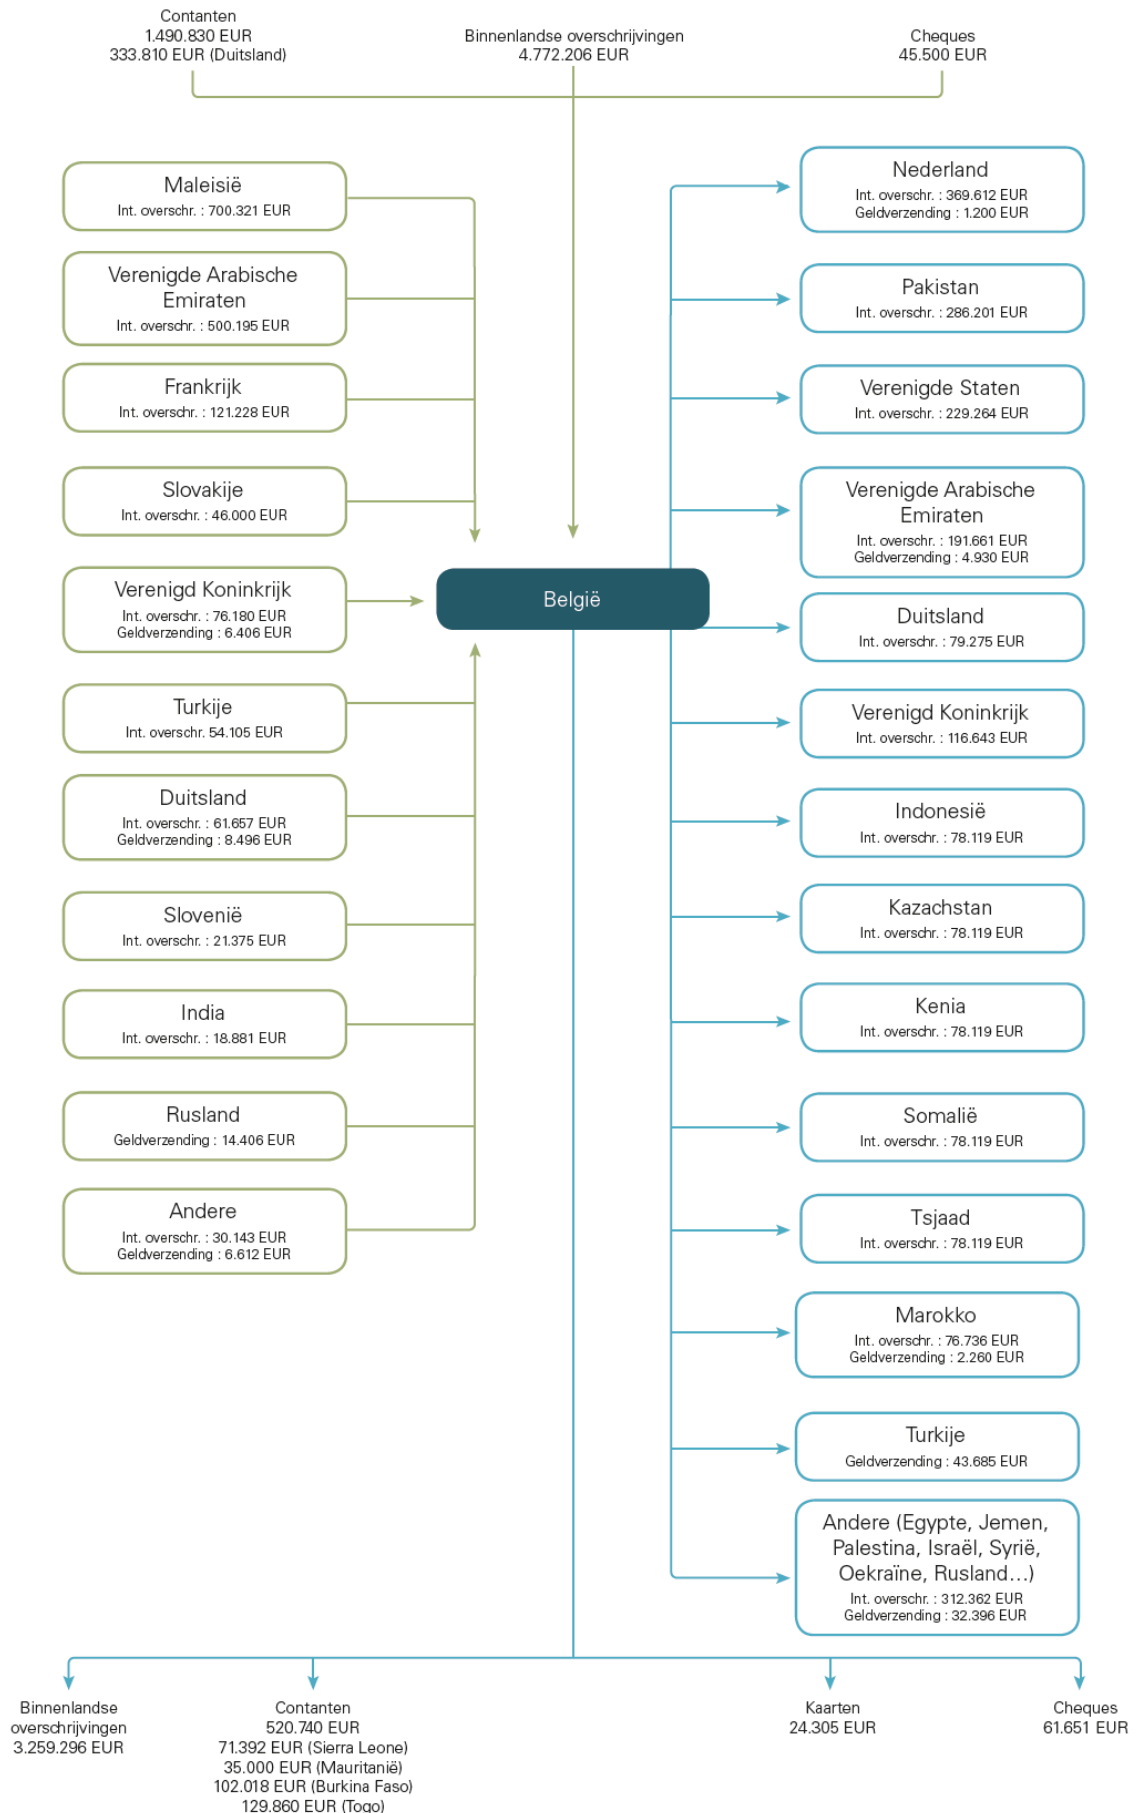 Contanten
1.490.830 EUR
333.810 EUR (Duitsland)
Binnenlandse overschrijvingen
4.772.206 EUR
Cheques
45.500 EUR
Maleisië
Int. overschr. : 700.321 EUR
Verenigde Arabische
Emiraten
Int. overschr. : 500.195 EUR
Frankrijk
Int. overschr. : 121.228 EUR
Slovakije
Int. overschr. : 46.000 EUR
Verenigd Koninkrijk
Int. overschr. : 76.180 EUR
Geldverzending : 6.406 EUR
Turkije
Int. overschr. 54.105 EUR
Duitsland
Int. overschr. : 61.657 EUR
Geldverzending : 8.496 EUR
Slovenië
Int. overschr. : 21.375 EUR
India
Int. overschr. : 18.881 EUR
Rusland
Geldverzending : 14.406 EUR
Andere
Int. overschr. : 30.143 EUR
Geldverzending : 6.612 EUR
België
Nederland
Int. overschr. : 369.612 EUR
Geldverzending : 1.200 EUR
Pakistan
Int. overschr. : 286.201 EUR
Verenigde Staten
Int. overschr. : 229.264 EUR
Verenigde Arabische
Emiraten
Int. overschr. : 191.661 EUR
Geldverzending : 4.930 EUR
Duitsland
Int. overschr. : 79.275 EUR
Verenigd Koninkrijk
Int. overschr. : 116.643 EUR
Indonesië
Int. overschr. : 78.119 EUR
Kazachstan
Int. overschr. : 78.119 EUR
Kenia
Int. overschr. : 78.119 EUR
Somalië
Int. overschr. : 78.119 EUR
Tsjaad
Int. overschr. : 78.119 EUR
Marokko
Int. overschr. : 76.736 EUR
Geldverzending : 2.260 EUR
Turkije
Geldverzending : 43.685 EUR
Andere (Egypte, Jemen,
Palestina, Israël, Syrië,
Oekraïne, Rusland...)
Int. overschr. : 312.362 EUR
Geldverzending : 32.396 EUR
Binnenlandse
overschrijvingen
3.259.296 EUR
Contanten
520.740 EUR
71.392 EUR (Sierra Leone)
35.000 EUR (Mauritanië)
102.018 EUR (Burkina Faso)
129.860 EUR (Togo)
Kaarten
24.305 EUR
Cheques
61.651 EUR